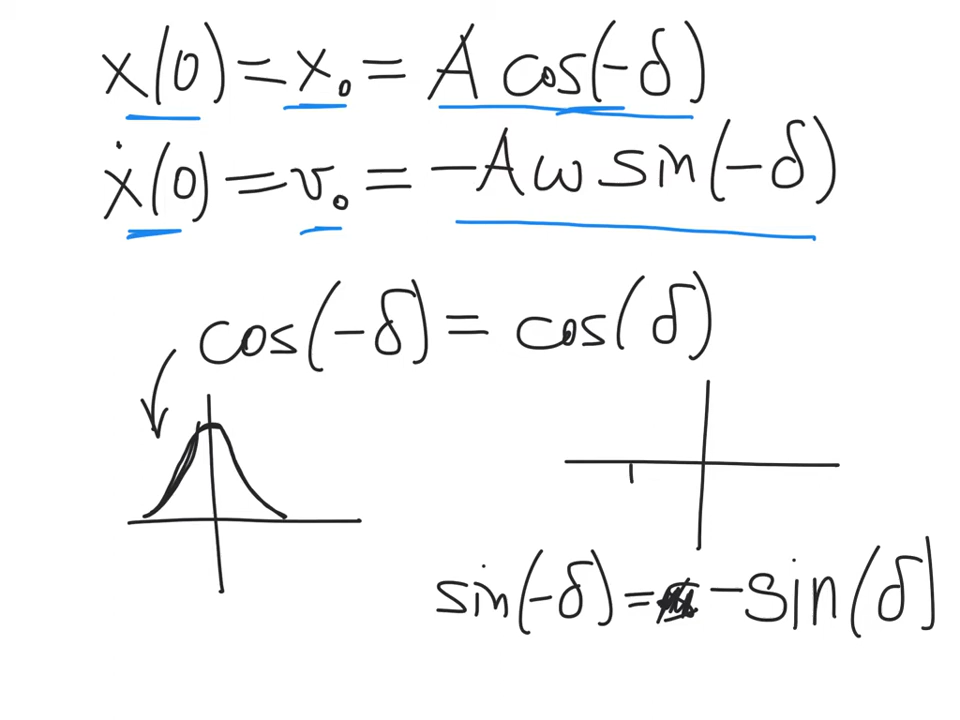 x(0) = x₀ = A cos(-δ)
ẋ(0) = v₀ = -Aω sin(-δ)
cos(-δ) = cos(δ)
sin(-δ) = -sin(δ)